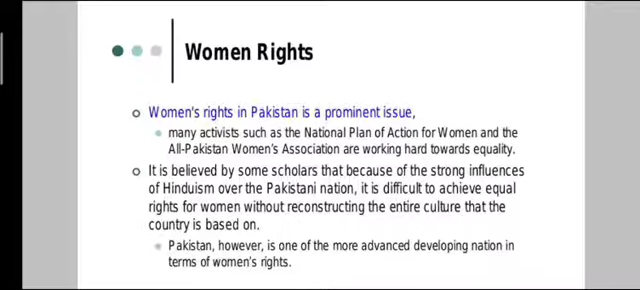 Women Rights
Women's rights in Pakistan is a prominent issue,
many activists such as the National Plan of Action for Women and the
All-Pakistan Women's Association are working hard towards equality.
It is believed by some scholars that because of the strong influences
of Hinduism over the Pakistani nation, it is difficult to achieve equal
rights for women without reconstructing the entire culture that the
country is based on.
Pakistan, however, is one of the more advanced developing nation in
terms of women's rights.